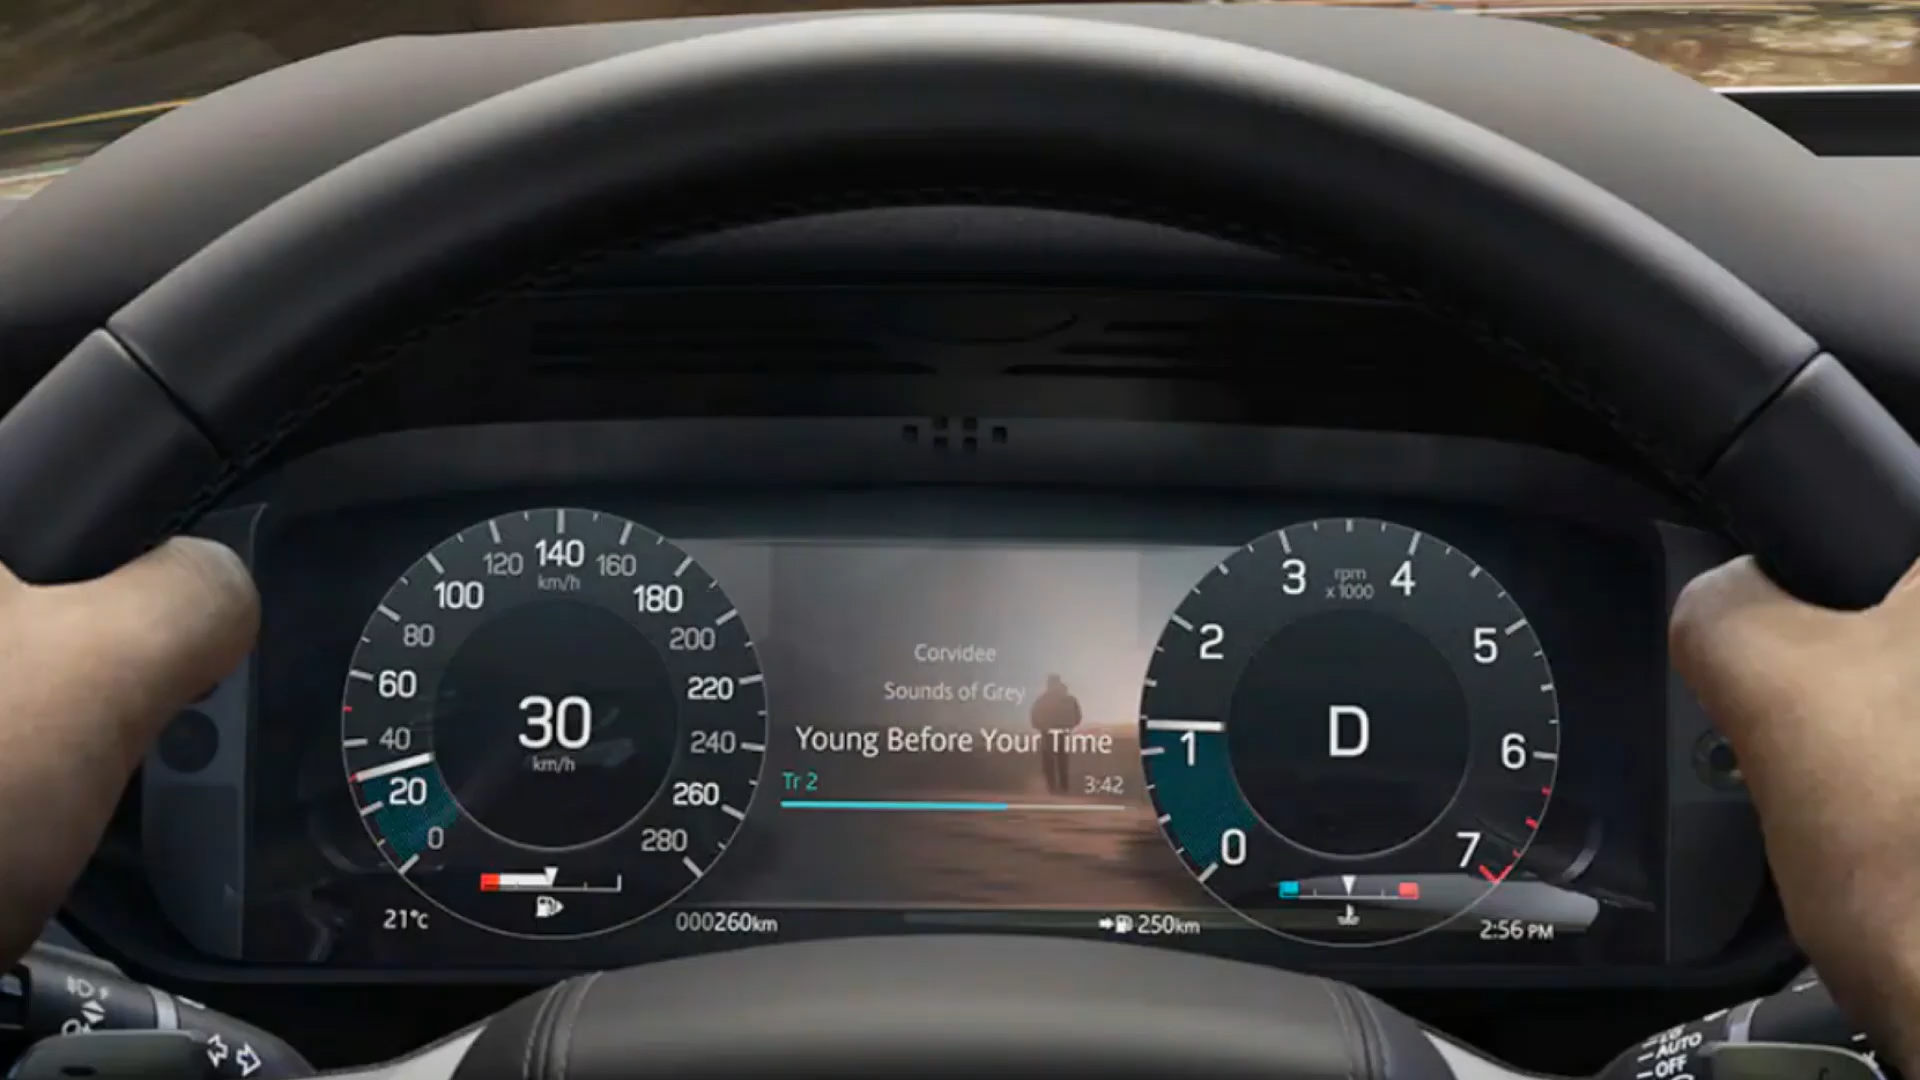 120 140 160
km/h
100 180
80 200
60 220
40 240
20 260
0 280
30
km/h
21°c
000260km
Corvidee
Sounds of Grey
Young Before Your Time
Tr 2 3:42
250km
3 rpm 4
x1000
2 5
1 6
0 7
D
2:56 PM
AUTO
OFF